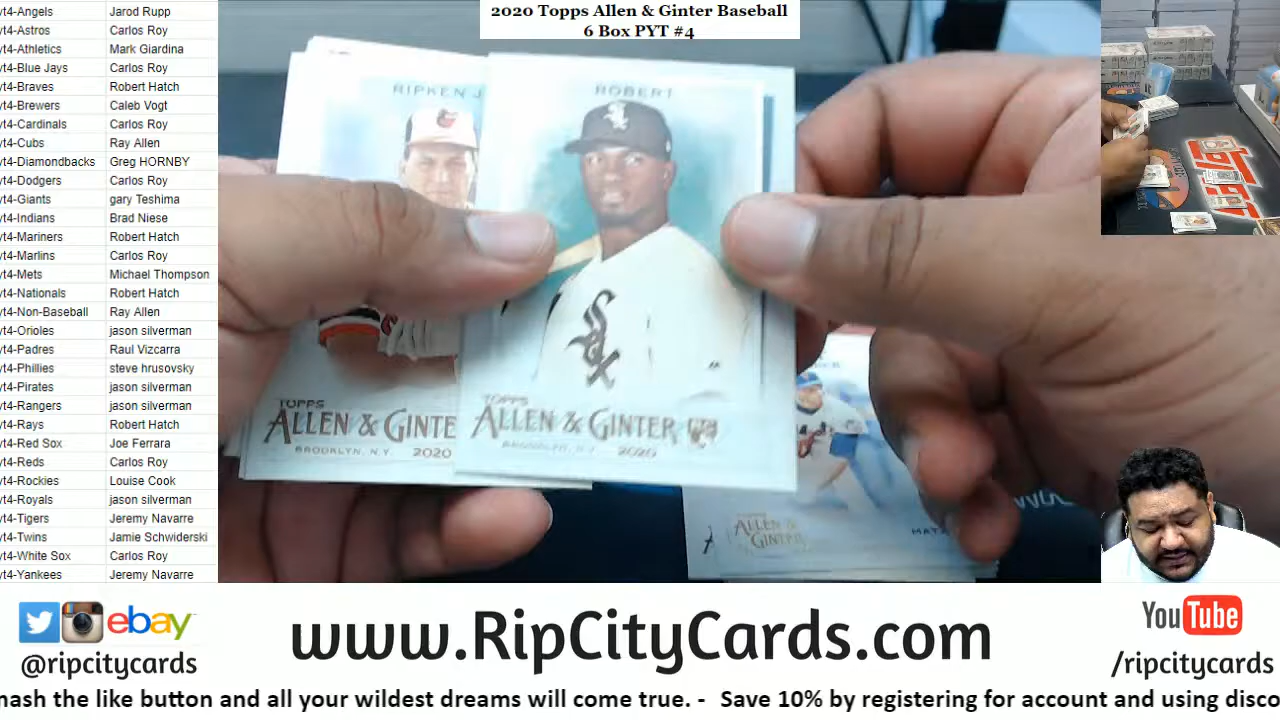 2020 Topps Allen & Ginter Baseball
6 Box PYT #4
yt4-Angels Jarod Rupp
yt4-Astros Carlos Roy
yt4-Athletics Mark Giardina
yt4-Blue Jays Carlos Roy
yt4-Braves Robert Hatch
yt4-Brewers Caleb Vogt
yt4-Cardinals Carlos Roy
yt4-Cubs Ray Allen
yt4-Diamondbacks Greg HORNBY
yt4-Dodgers Carlos Roy
yt4-Giants gary Teshima
yt4-Indians Brad Niese
yt4-Mariners Robert Hatch
yt4-Marlins Carlos Roy
yt4-Mets Michael Thompson
yt4-Nationals Robert Hatch
yt4-Non-Baseball Ray Allen
yt4-Orioles jason silverman
yt4-Padres Raul Vizcarra
yt4-Phillies steve hrusovsky
yt4-Pirates jason silverman
yt4-Rangers jason silverman
yt4-Rays Robert Hatch
yt4-Red Sox Joe Ferrara
yt4-Reds Carlos Roy
yt4-Rockies Louise Cook
yt4-Royals jason silverman
yt4-Tigers Jeremy Navarre
yt4-Twins Jamie Schwiderski
yt4-White Sox Carlos Roy
yt4-Yankees Jeremy Navarre
RIPKEN J
TOPPS
ALLEN & GINTE
BROOKLYN, N.Y. 2020
ROBERT
Sox
TOPPS
ALLEN & GINTER
BROOKLYN, N.Y. 2020
TOPPS
ALLEN &
GINTER
ebay
@ripcitycards
www.RipCityCards.com
YouTube
/ripcitycards
mash the like button and all your wildest dreams will come true. - Save 10% by registering for account and using disco